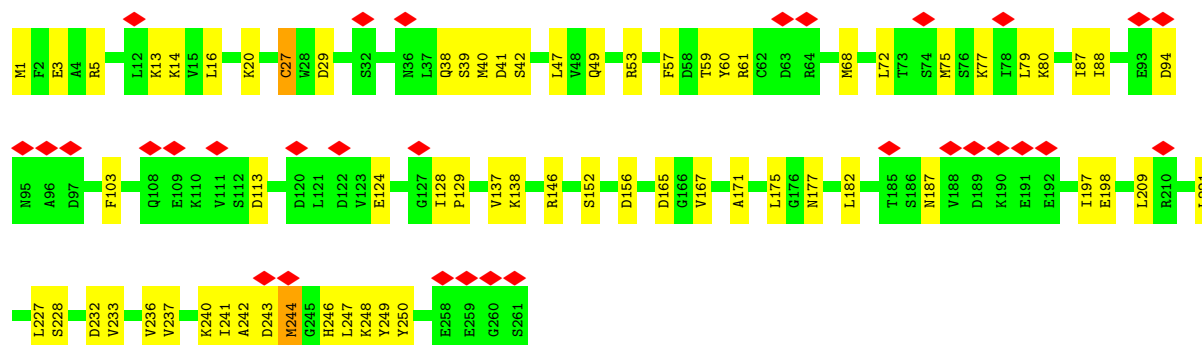 M1 F2 E3 A4 R5 L12 K13 K14 V15 L16 K20 C27 W28 D29 S32 N36 L37 Q38 S39 M40 D41 S42 L47 V48 Q49 R53 F57 D58 T59 Y60 R61 C62 D63 R64 M68 L72 T73 S74 M75 S76 K77 I78 L79 K80 I87 I88 E93 D94
N95 A96 D97 F103 Q108 E109 K110 V111 S112 D113 D120 L121 D122 V123 E124 G127 I128 P129 V137 K138 R146 S152 D156 D165 G166 V167 A171 L175 G176 N177 L182 T185 S186 N187 V188 D189 K190 E191 E192 I197 E198 L209 R210
L227 S228 D232 V233 V236 V237 K240 I241 A242 D243 M244 G245 H246 L247 K248 Y249 Y250 E258 E259 G260 S261